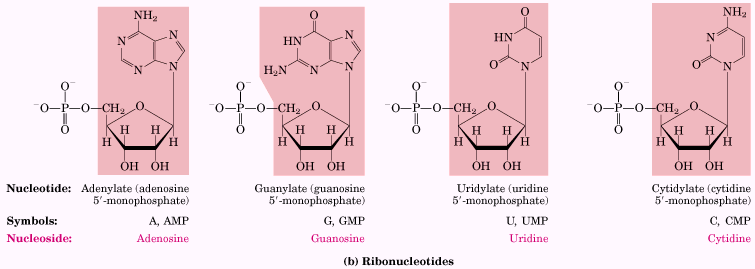 NH₂ O O NH₂
N N HN N HN N
N N H₂N N N O N O N
O⁻ O⁻ O⁻ O⁻
⁻O—P—O—CH₂ O ⁻O—P—O—CH₂ O ⁻O—P—O—CH₂ O ⁻O—P—O—CH₂ O
O H H O H H O H H O H H
H H H H H H H H
OH OH OH OH OH OH OH OH
Nucleotide: Adenylate (adenosine Guanylate (guanosine Uridylate (uridine Cytidylate (cytidine
5′-monophosphate) 5′-monophosphate) 5′-monophosphate) 5′-monophosphate)
Symbols: A, AMP G, GMP U, UMP C, CMP
Nucleoside: Adenosine Guanosine Uridine Cytidine
(b) Ribonucleotides